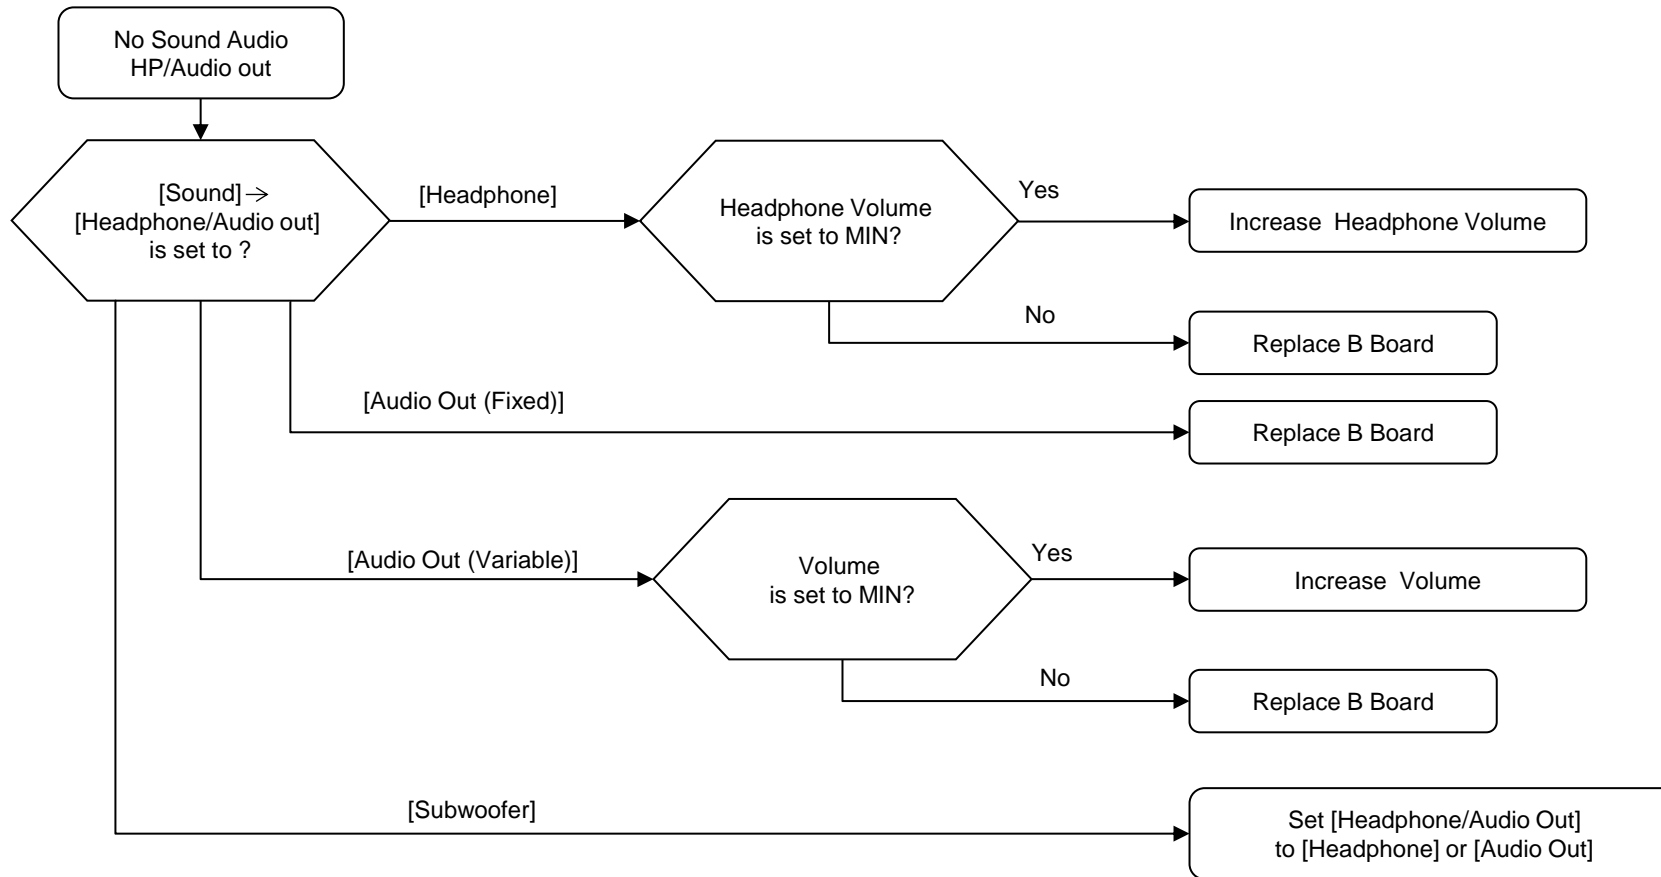 No Sound Audio
HP/Audio out
[Sound]→
[Headphone/Audio out]
is set to ?
[Headphone]
Headphone Volume
is set to MIN?
Yes
Increase Headphone Volume
No
Replace B Board
[Audio Out (Fixed)]
Replace B Board
[Audio Out (Variable)]
Volume
is set to MIN?
Yes
Increase Volume
No
Replace B Board
[Subwoofer]
Set [Headphone/Audio Out]
to [Headphone] or [Audio Out]